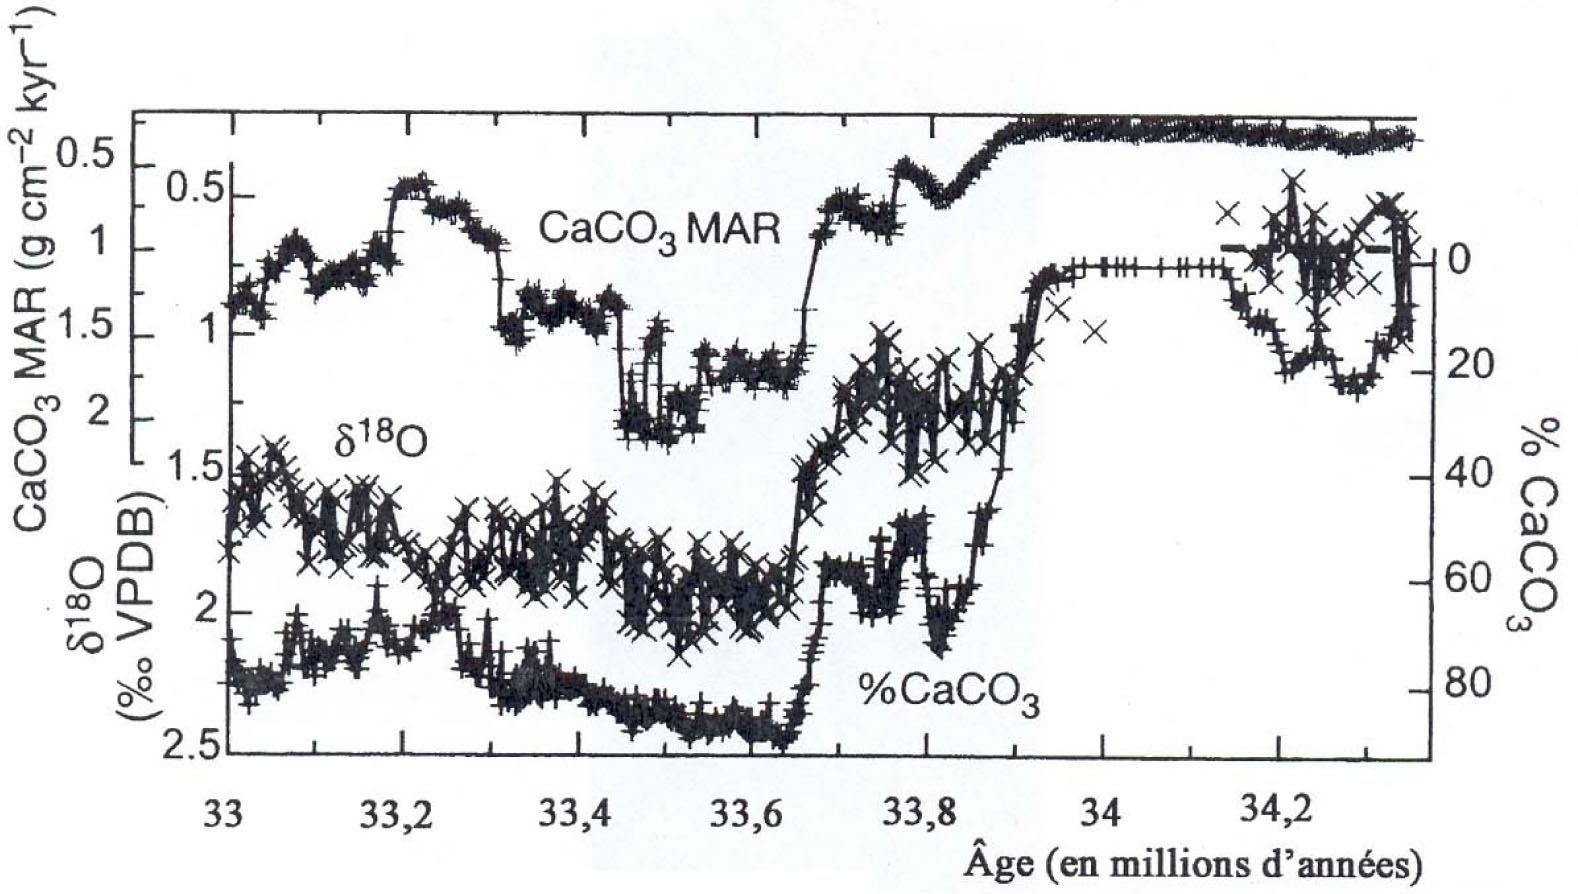 CaCO₃ MAR (g cm⁻² kyr⁻¹)
0.5
1
1.5
2
δ¹⁸O
(‰ VPDB)
0.5
1
1.5
2
2.5
CaCO₃ MAR
δ¹⁸O
%CaCO₃
0
20
40
60
80
% CaCO₃
33
33,2
33,4
33,6
33,8
34
34,2
Âge (en millions d'années)